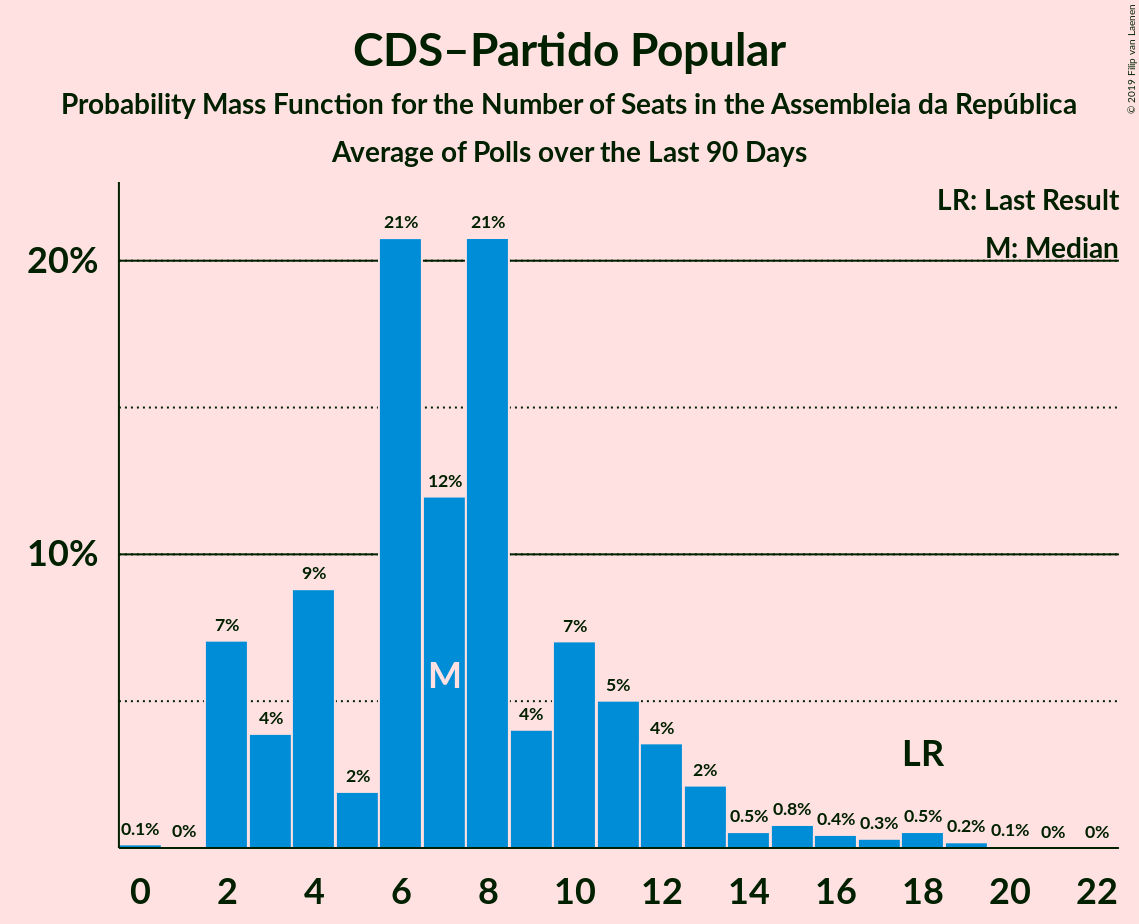 CDS–Partido Popular
Probability Mass Function for the Number of Seats in the Assembleia da República
Average of Polls over the Last 90 Days
© 2019 Filip van Laenen
LR: Last Result
M: Median
20%
10%
0.1%
0%
7%
4%
9%
2%
21%
12%
21%
4%
7%
5%
4%
2%
0.5%
0.8%
0.4%
0.3%
0.5%
0.2%
0.1%
0%
0%
M
LR
0 2 4 6 8 10 12 14 16 18 20 22